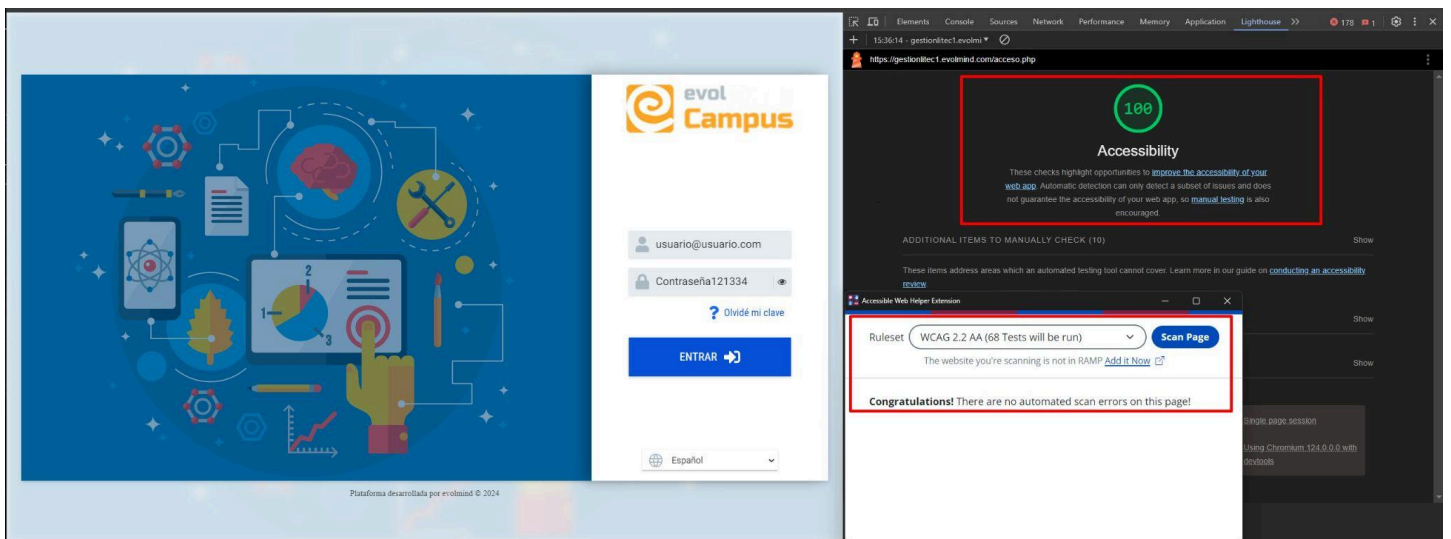 evol
Campus
usuario@usuario.com
Contraseña121334
? Olvidé mi clave
ENTRAR
Español
Plataforma desarrollada por evolmind © 2024
2
1
3
Elements Console Sources Network Performance Memory Application Lighthouse >> 178 1
+ 15:36:14 - gestionlitec1.evolmi
https://gestionlitec1.evolmind.com/acceso.php
100
Accessibility
These checks highlight opportunities to improve the accessibility of your
web app. Automatic detection can only detect a subset of issues and does
not guarantee the accessibility of your web app, so manual testing is also
encouraged.
ADDITIONAL ITEMS TO MANUALLY CHECK (10) Show
These items address areas which an automated testing tool cannot cover. Learn more in our guide on conducting an accessibility
review
Accessible Web Helper Extension
Show
Ruleset WCAG 2.2 AA (68 Tests will be run) Scan Page
The website you're scanning is not in RAMP Add it Now
Show
Congratulations! There are no automated scan errors on this page!
Single page session
Using Chromium 124.0.0.0 with
devtools